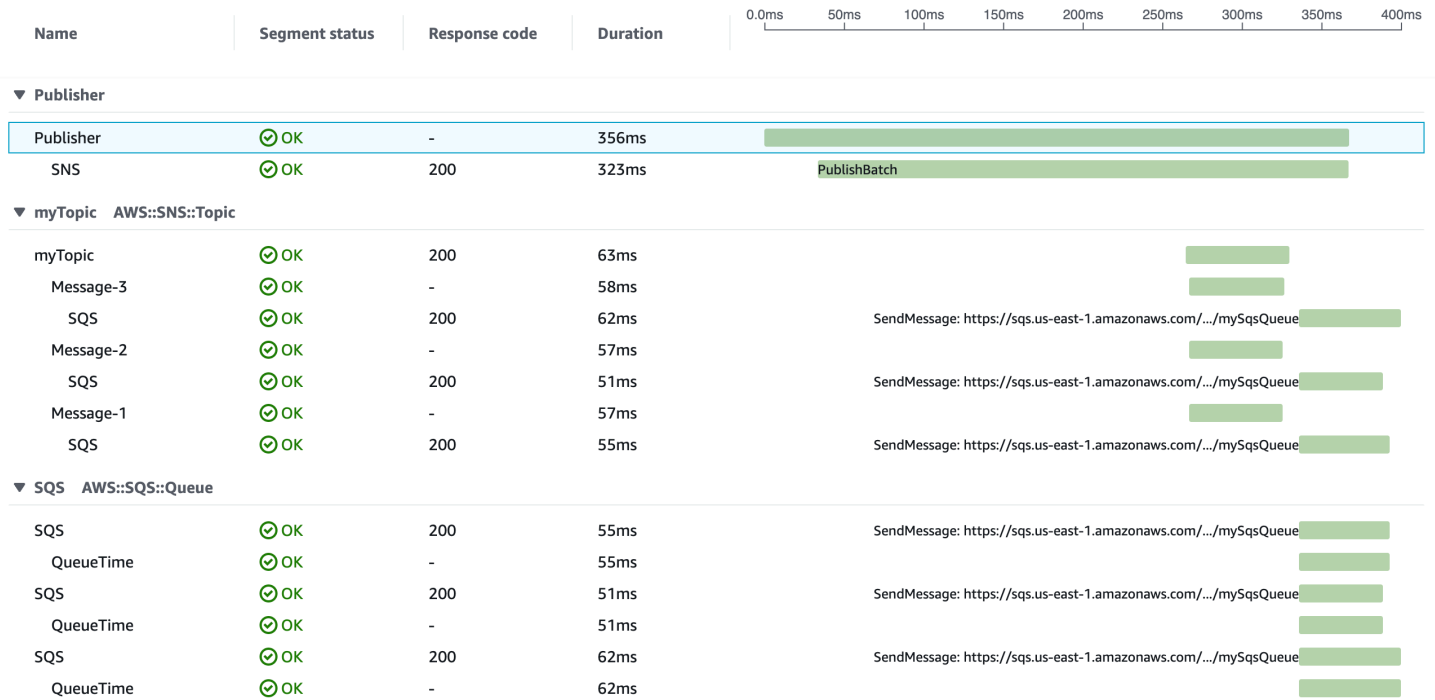 0.0ms 50ms 100ms 150ms 200ms 250ms 300ms 350ms 400ms
Name Segment status Response code Duration
Publisher
Publisher OK - 356ms
SNS OK 200 323ms PublishBatch
myTopic AWS::SNS::Topic
myTopic OK 200 63ms
Message-3 OK - 58ms
SQS OK 200 62ms SendMessage: https://sqs.us-east-1.amazonaws.com/.../mySqsQueue
Message-2 OK - 57ms
SQS OK 200 51ms SendMessage: https://sqs.us-east-1.amazonaws.com/.../mySqsQueue
Message-1 OK - 57ms
SQS OK 200 55ms SendMessage: https://sqs.us-east-1.amazonaws.com/.../mySqsQueue
SQS AWS::SQS::Queue
SQS OK 200 55ms SendMessage: https://sqs.us-east-1.amazonaws.com/.../mySqsQueue
QueueTime OK - 55ms
SQS OK 200 51ms SendMessage: https://sqs.us-east-1.amazonaws.com/.../mySqsQueue
QueueTime OK - 51ms
SQS OK 200 62ms SendMessage: https://sqs.us-east-1.amazonaws.com/.../mySqsQueue
QueueTime OK - 62ms